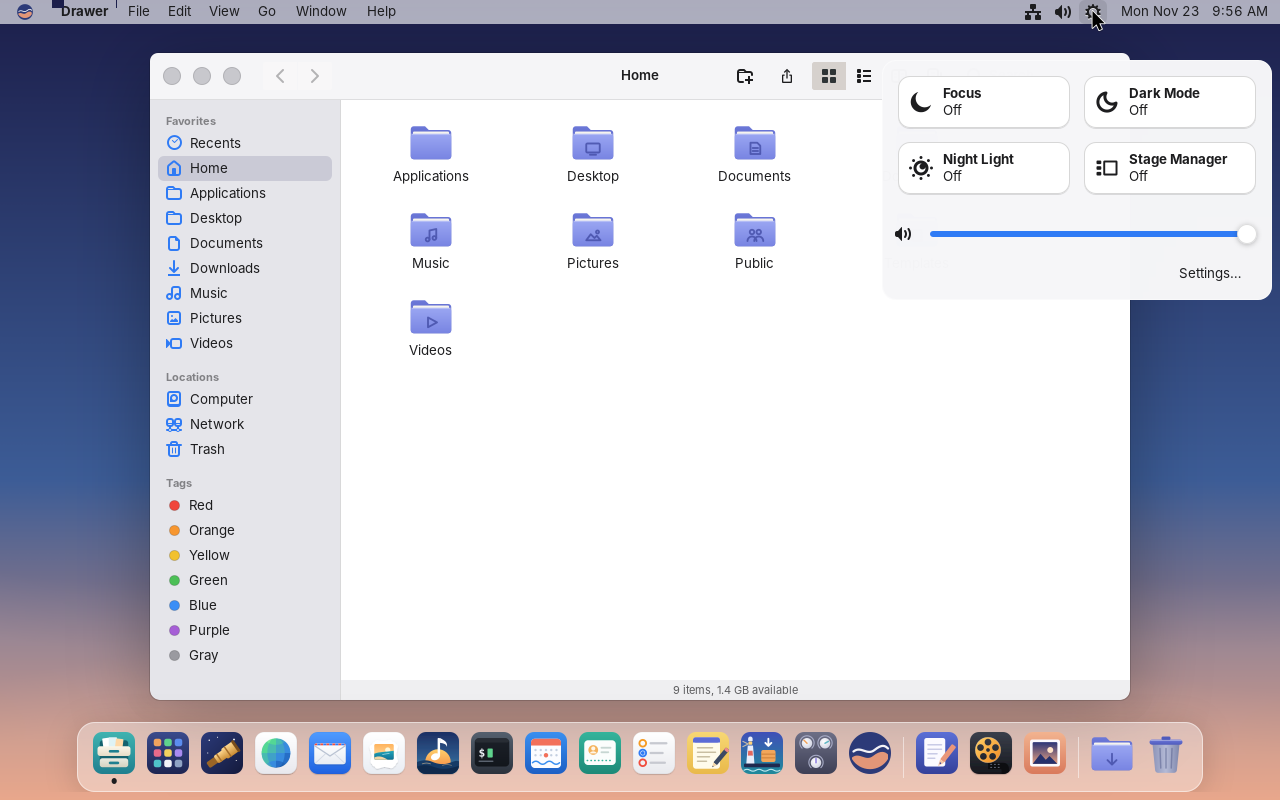 Drawer File Edit View Go Window Help Mon Nov 23 9:56 AM
Home
Favorites
Recents
Home
Applications
Desktop
Documents
Downloads
Music
Pictures
Videos
Locations
Computer
Network
Trash
Tags
Red
Orange
Yellow
Green
Blue
Purple
Gray
Applications Desktop Documents
Music Pictures Public
Videos
9 items, 1.4 GB available
Focus
Off
Dark Mode
Off
Night Light
Off
Stage Manager
Off
Settings...
$